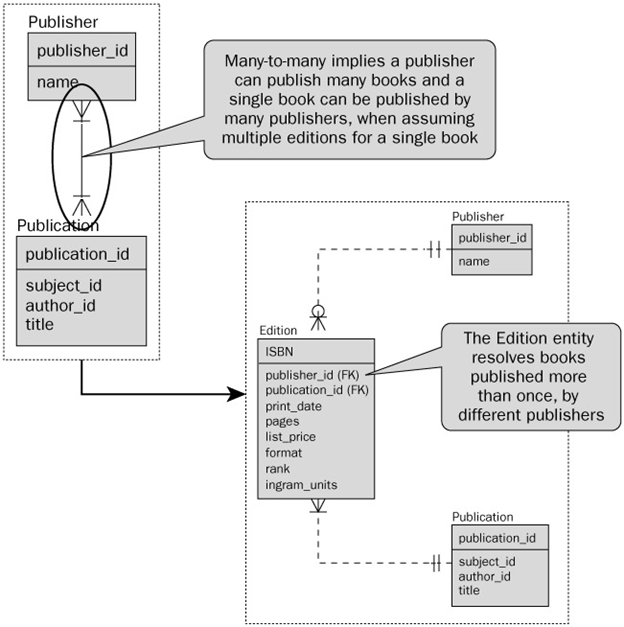 Publisher
publisher_id
name
Many-to-many implies a publisher
can publish many books and a
single book can be published by
many publishers, when assuming
multiple editions for a single book
Publication
publication_id
subject_id
author_id
title
Publisher
publisher_id
name
Edition
ISBN
publisher_id (FK)
publication_id (FK)
print_date
pages
list_price
format
rank
ingram_units
The Edition entity
resolves books
published more
than once, by
different publishers
Publication
publication_id
subject_id
author_id
title